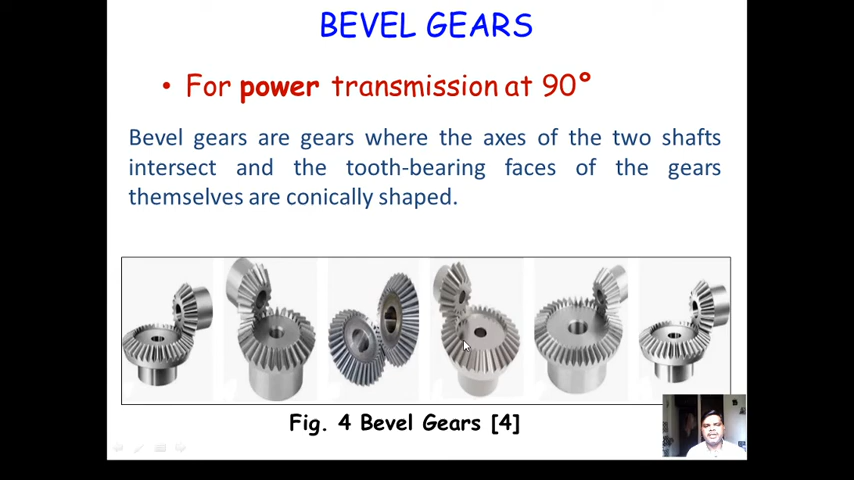 BEVEL GEARS
• For power transmission at 90°
Bevel gears are gears where the axes of the two shafts
intersect and the tooth-bearing faces of the gears
themselves are conically shaped.
Fig. 4 Bevel Gears [4]